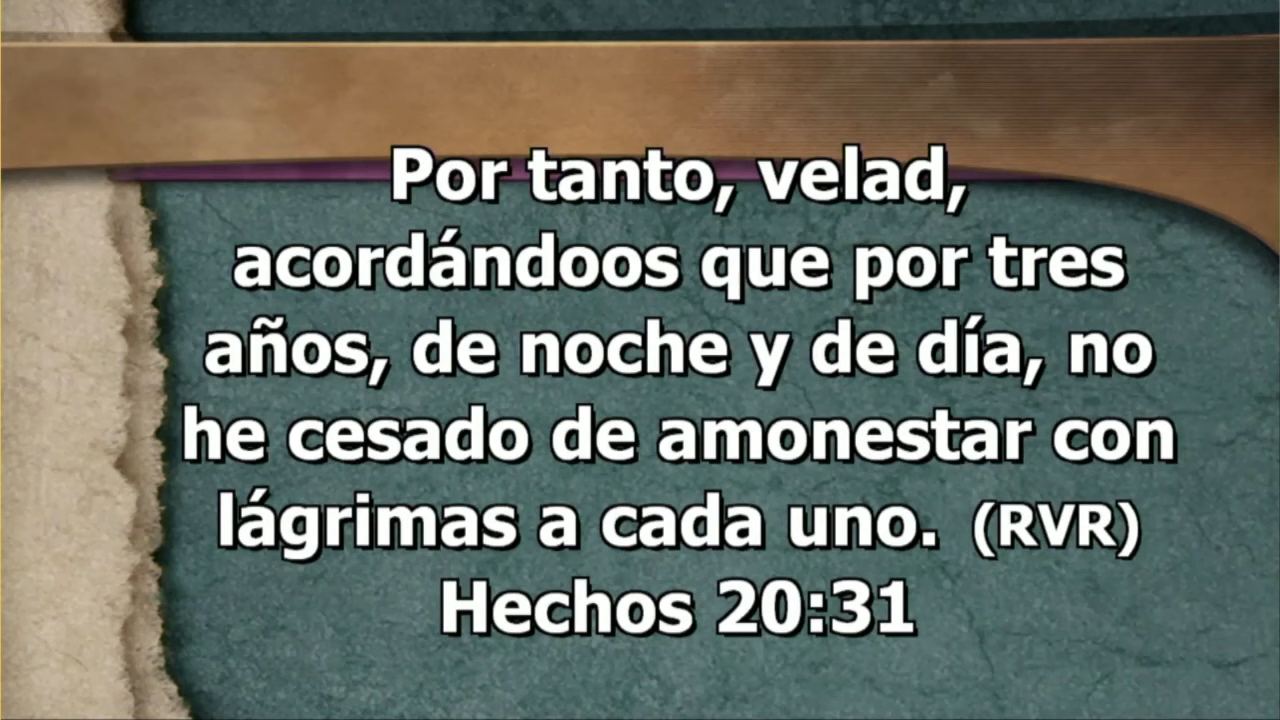 Por tanto, velad,
acordándoos que por tres
años, de noche y de día, no
he cesado de amonestar con
lágrimas a cada uno. (RVR)
Hechos 20:31